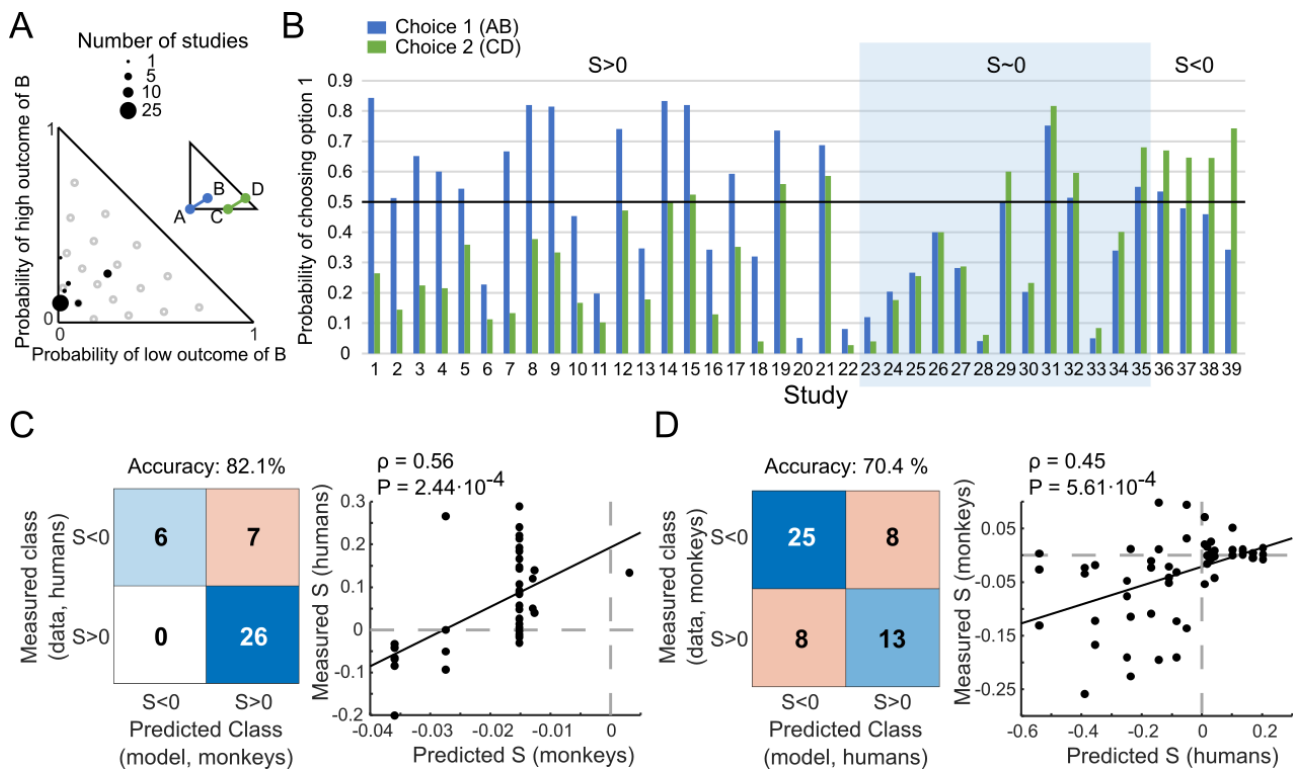 A
Number of studies
1
5
10
25
Probability of high outcome of B
1
0
0
1
Probability of low outcome of B
A
B
C
D
B
Choice 1 (AB)
Choice 2 (CD)
S>0
S~0
S<0
Probability of choosing option 1
0.9
0.8
0.7
0.6
0.5
0.4
0.3
0.2
0.1
0
1 2 3 4 5 6 7 8 9 10 11 12 13 14 15 16 17 18 19 20 21 22 23 24 25 26 27 28 29 30 31 32 33 34 35 36 37 38 39
Study
C
Accuracy: 82.1%
Measured class
(data, humans)
S<0
S>0
6
7
0
26
S<0
S>0
Predicted Class
(model, monkeys)
ρ = 0.56
P = 2.44·10⁻⁴
Measured S (humans)
0.3
0.2
0.1
0
-0.1
-0.2
-0.04
-0.03
-0.02
-0.01
0
Predicted S (monkeys)
D
Accuracy: 70.4 %
Measured class
(data, monkeys)
S<0
S>0
25
8
8
13
S<0
S>0
Predicted Class
(model, humans)
ρ = 0.45
P = 5.61·10⁻⁴
Measured S (monkeys)
0.05
-0.05
-0.15
-0.25
-0.6
-0.4
-0.2
0
0.2
Predicted S (humans)